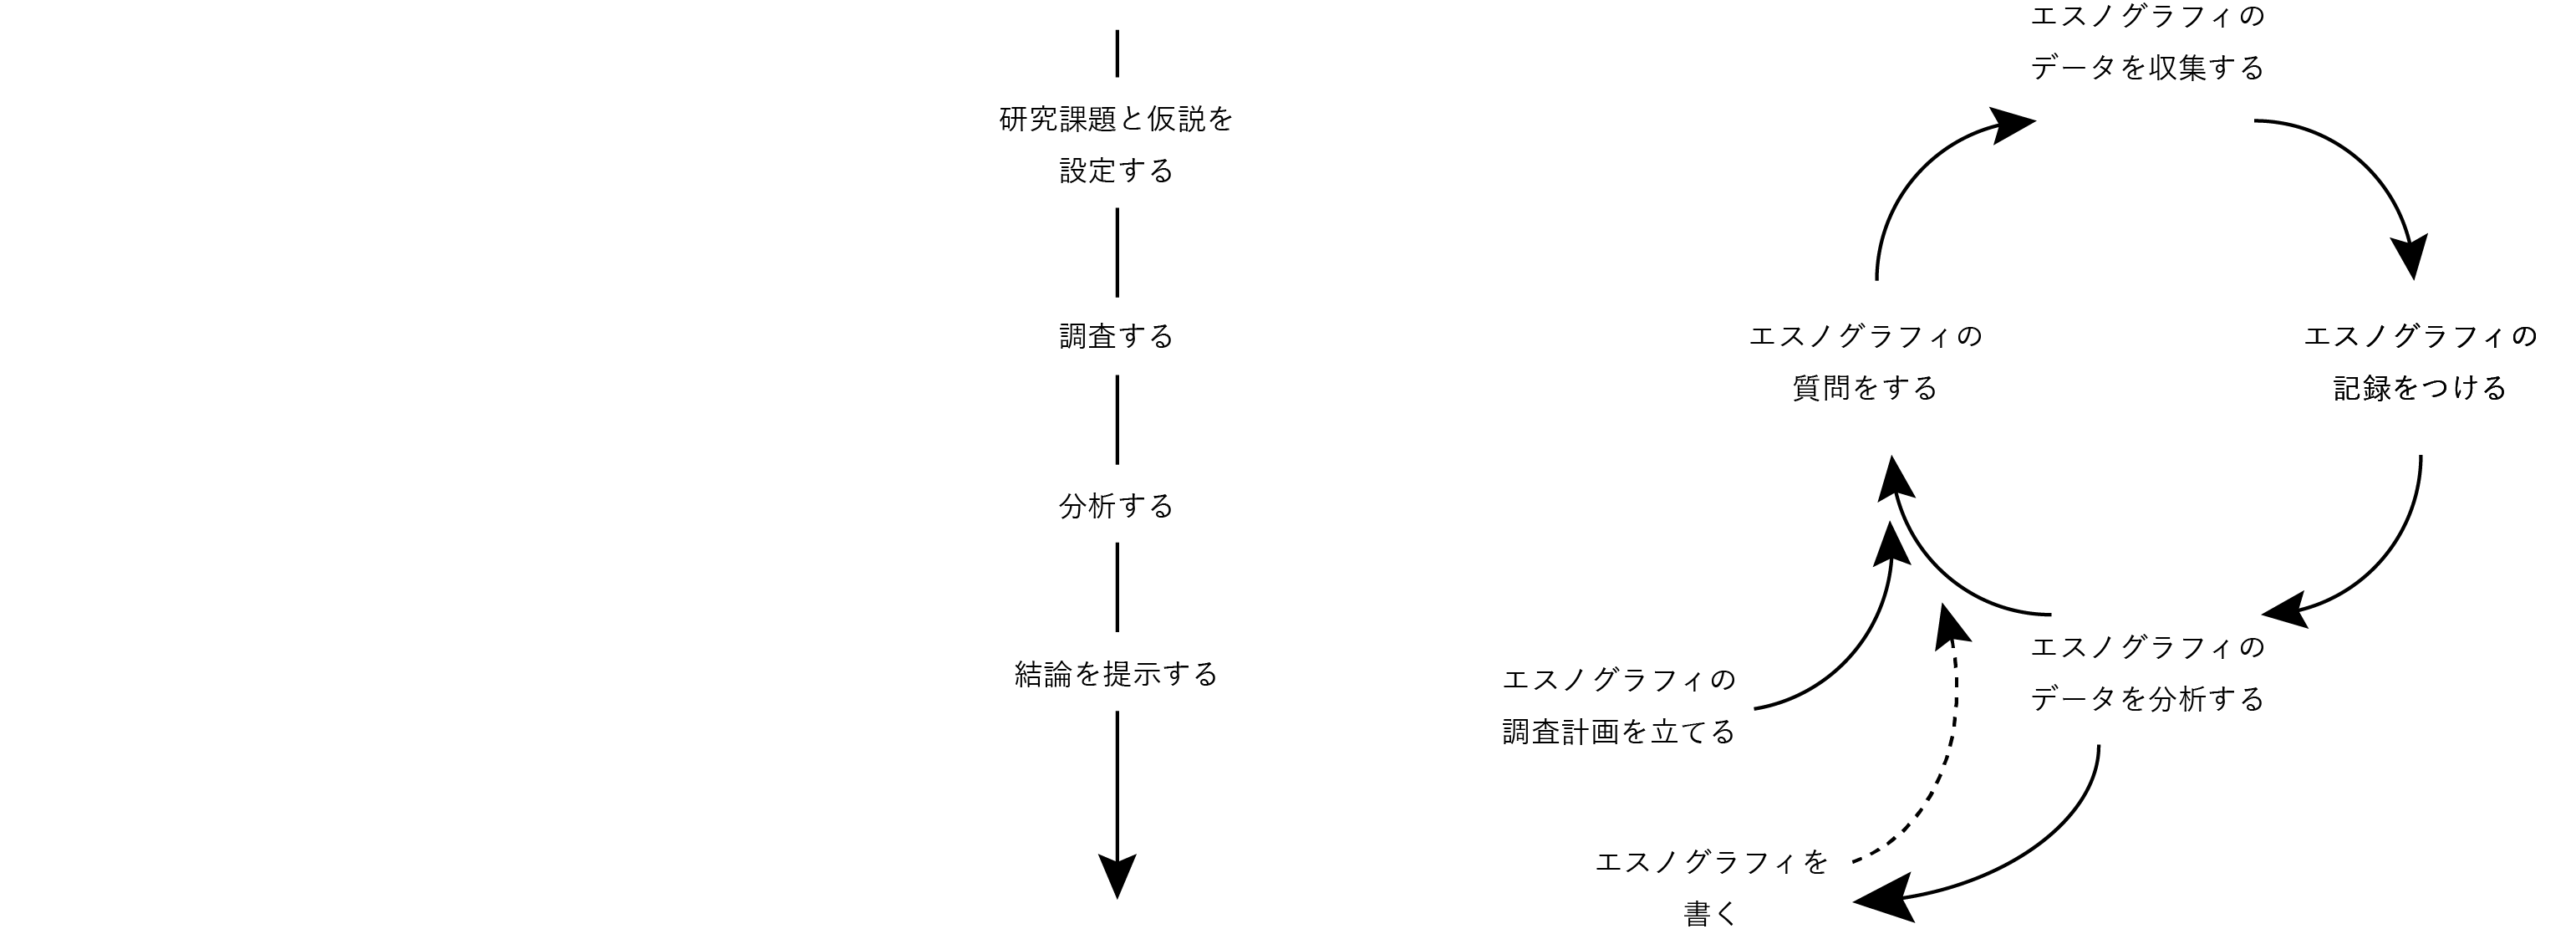 研究課題と仮説を
設定する
調査する
分析する
結論を提示する
エスノグラフィの
データを収集する
エスノグラフィの
質問をする
エスノグラフィの
記録をつける
エスノグラフィの
データを分析する
エスノグラフィの
調査計画を立てる
エスノグラフィを
書く